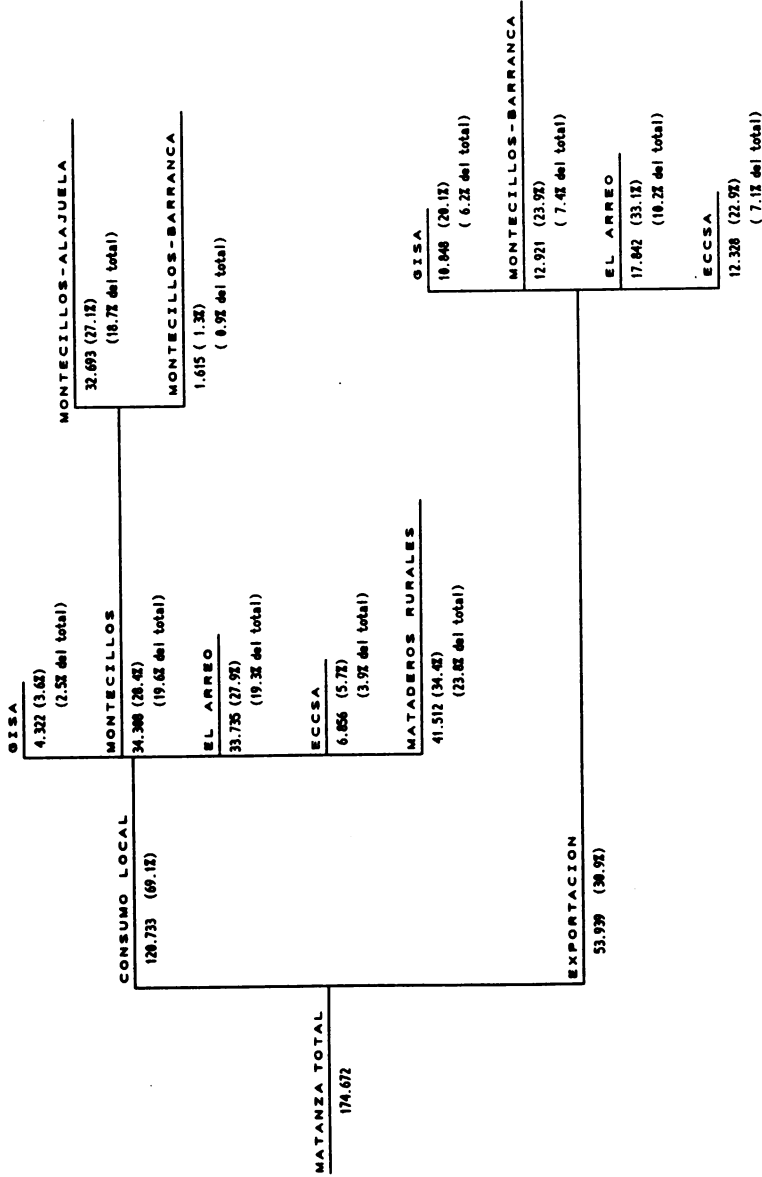 MATANZA TOTAL
174.672
CONSUMO LOCAL
120.733 (69.1%)
GISA
4.322 (3.6%)
(2.5% del total)
MONTECILLOS
34.308 (28.4%)
(19.6% del total)
MONTECILLOS-ALAJUELA
32.693 (27.1%)
(18.7% del total)
MONTECILLOS-BARRANCA
1.615 ( 1.3%)
( 0.9% del total)
EL ARREO
33.735 (27.9%)
(19.3% del total)
ECCSA
6.856 (5.7%)
(3.9% del total)
MATADEROS RURALES
41.512 (34.4%)
(23.8% del total)
EXPORTACION
53.939 (30.9%)
GISA
10.848 (20.1%)
( 6.2% del total)
MONTECILLOS-BARRANCA
12.921 (23.9%)
( 7.4% del total)
EL ARREO
17.842 (33.1%)
(10.2% del total)
ECCSA
12.328 (22.9%)
( 7.1% del total)